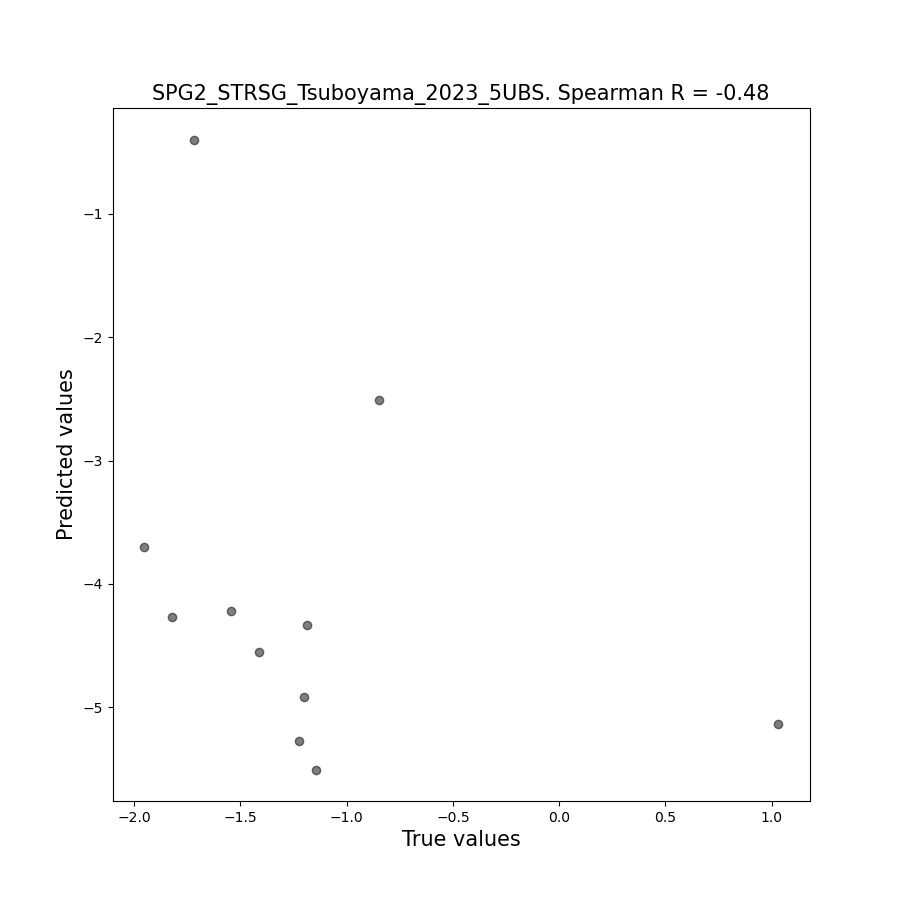 SPG2_STRSG_Tsuboyama_2023_5UBS. Spearman R = -0.48
Predicted values
−1
−2
−3
−4
−5
−2.0 −1.5 −1.0 −0.5 0.0 0.5 1.0
True values